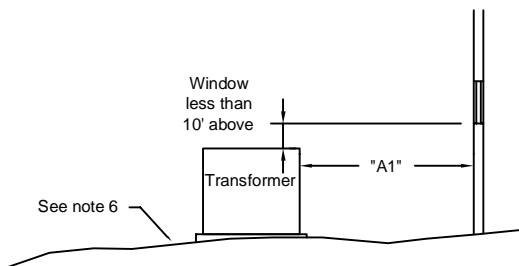 Window
less than
10' above
"A1"
Transformer
See note 6